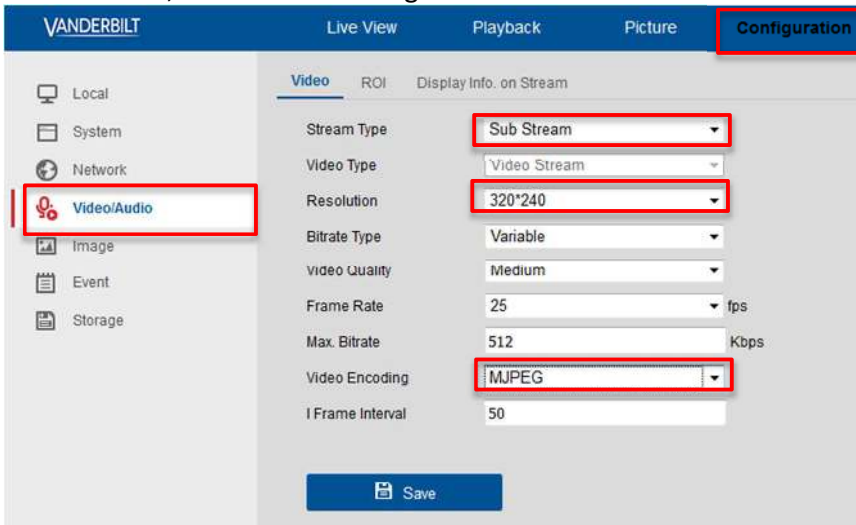 VANDERBILT Live View Playback Picture Configuration
Video ROI Display Info. on Stream
Local
System
Network
Video/Audio
Image
Event
Storage
Stream Type Sub Stream
Video Type Video Stream
Resolution 320*240
Bitrate Type Variable
Video Quality Medium
Frame Rate 25 fps
Max. Bitrate 512 Kbps
Video Encoding MJPEG
I Frame Interval 50
Save